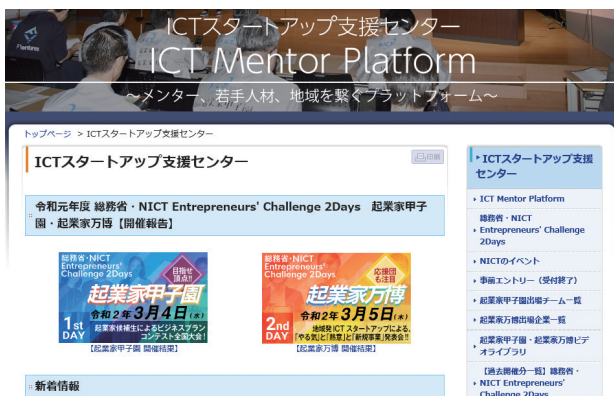 ICTスタートアップ支援センター
ICT Mentor Platform
～メンター、若手人材、地域を繋ぐプラットフォーム～
トップページ > ICTスタートアップ支援センター
ICTスタートアップ支援センター
印刷
令和元年度 総務省・NICT Entrepreneurs' Challenge 2Days 起業家甲子
園・起業家万博【開催報告】
総務省・NICT
Entrepreneurs'
Challenge 2Days
目指せ
頂点!!
起業家甲子園
令和2年3月4日(水)
1st
DAY
起業家候補生によるビジネスプラン
コンテスト全国大会!
【起業家甲子園 開催結果】
総務省・NICT
Entrepreneurs'
Challenge 2Days
応援団
も注目
起業家万博
令和2年3月5日(木)
2nd
DAY
地域発ICTスタートアップによる、
「やる気」と「熱意」と「新規事業」発表会!!
【起業家万博 開催結果】
新着情報
ICTスタートアップ支援
センター
ICT Mentor Platform
総務省・NICT
Entrepreneurs' Challenge
2Days
NICTのイベント
事前エントリー（受付終了）
起業家甲子園出場チーム一覧
起業家万博出場企業一覧
起業家甲子園・起業家万博ビデ
オライブラリ
【過去開催分一覧】総務省・
NICT Entrepreneurs'
Challenge 2Days